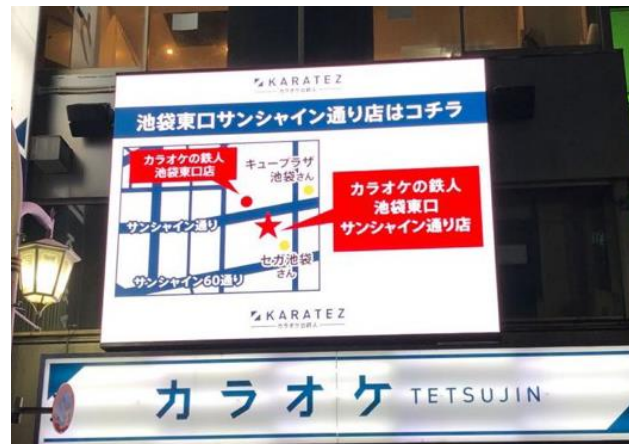 KARATEZ
カラオケの鉄人
池袋東口サンシャイン通り店はコチラ
カラオケの鉄人
池袋東口店
キュープラザ
池袋さん
カラオケの鉄人
池袋東口
サンシャイン通り店
サンシャイン通り
セガ池袋
さん
サンシャイン60通り
KARATEZ
カラオケの鉄人
カラオケ TETSUJIN